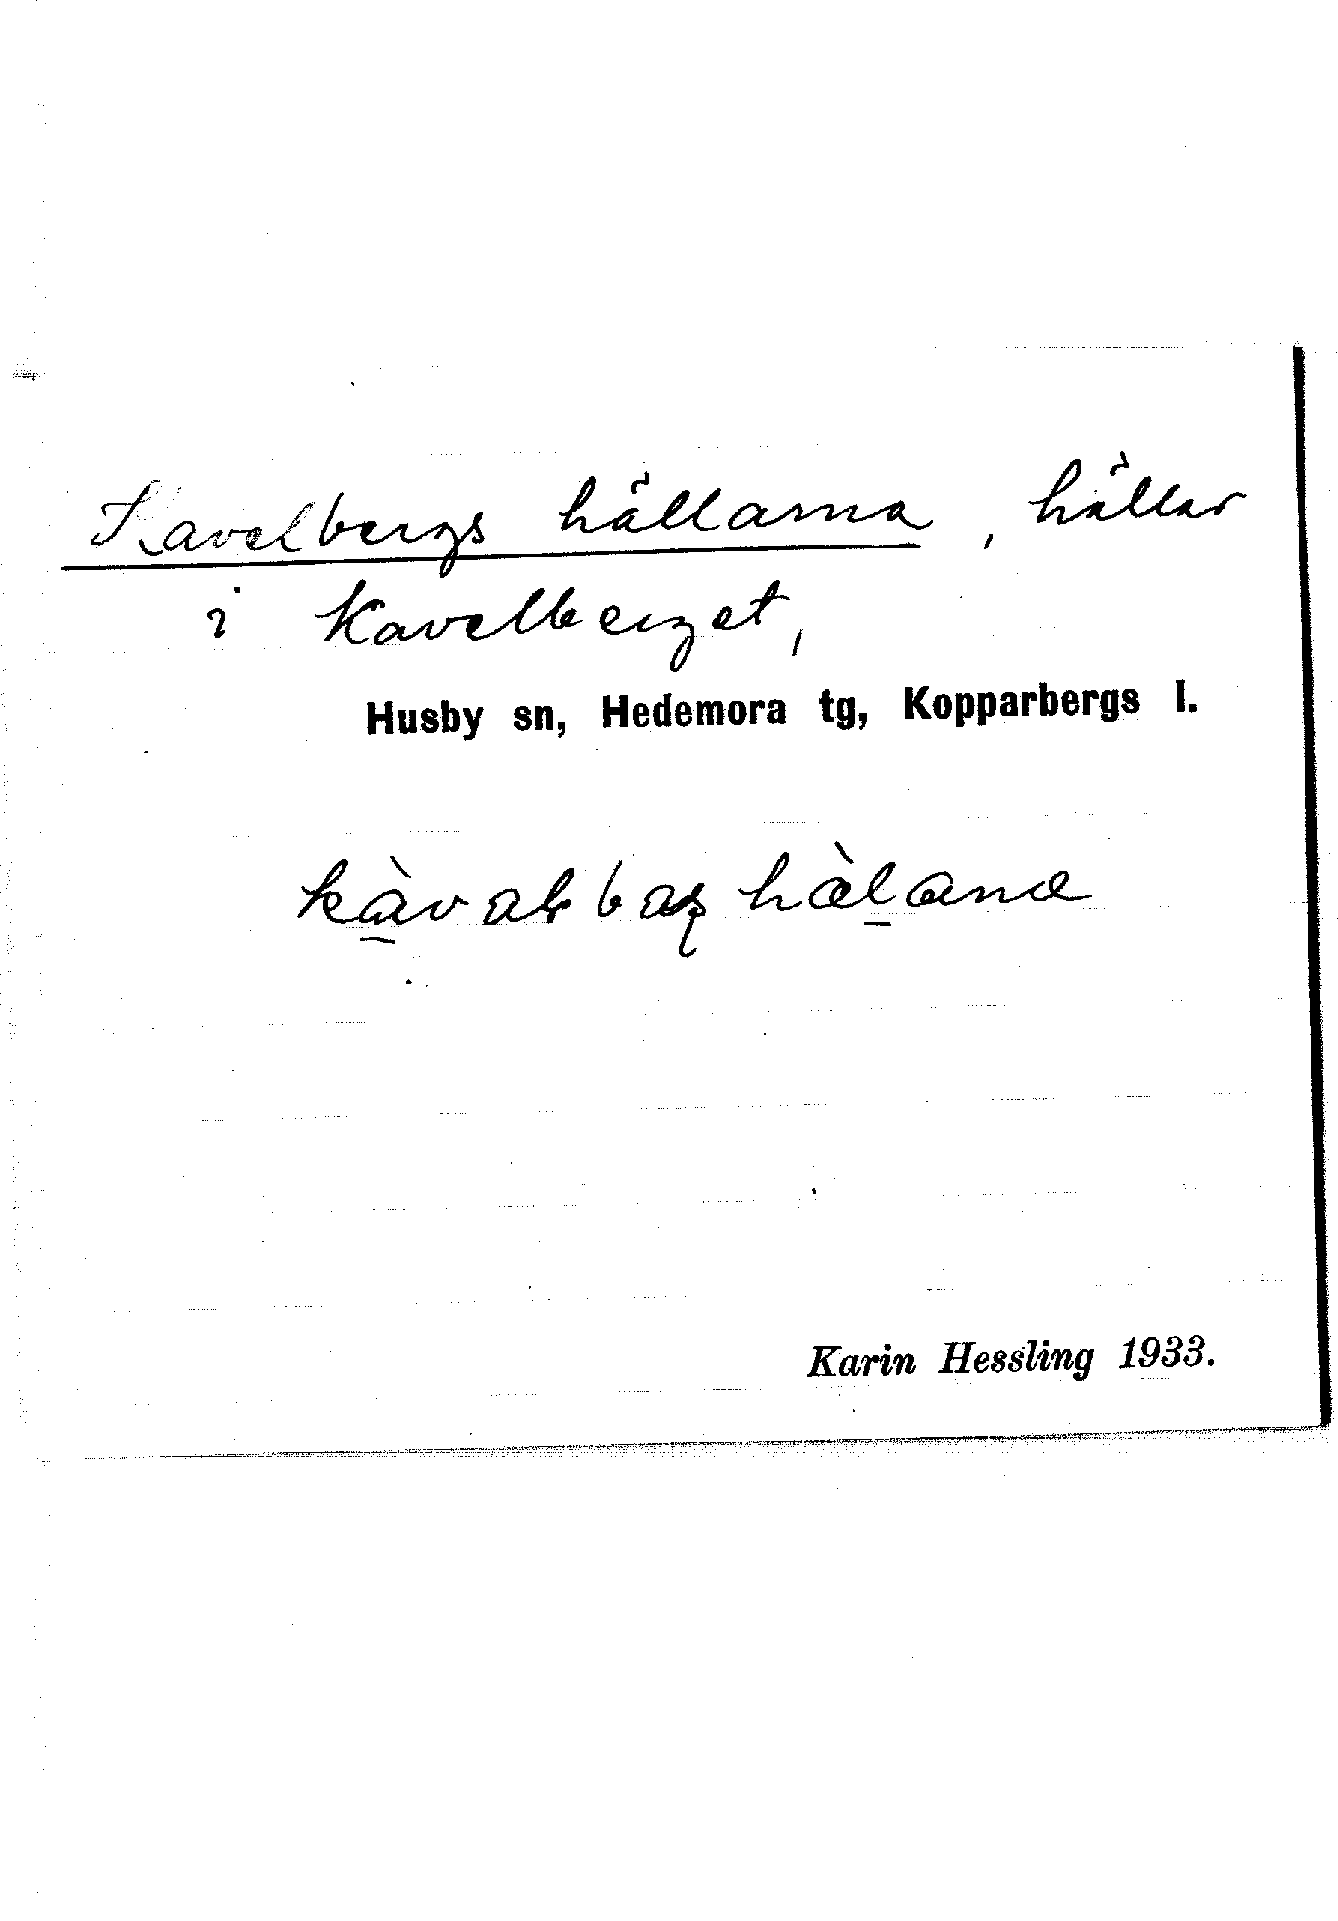 Kavelbergs hällarna, hällar
i Kavelberget,
Husby sn, Hedemora tg, Kopparbergs l.
Karin Hessling 1933.